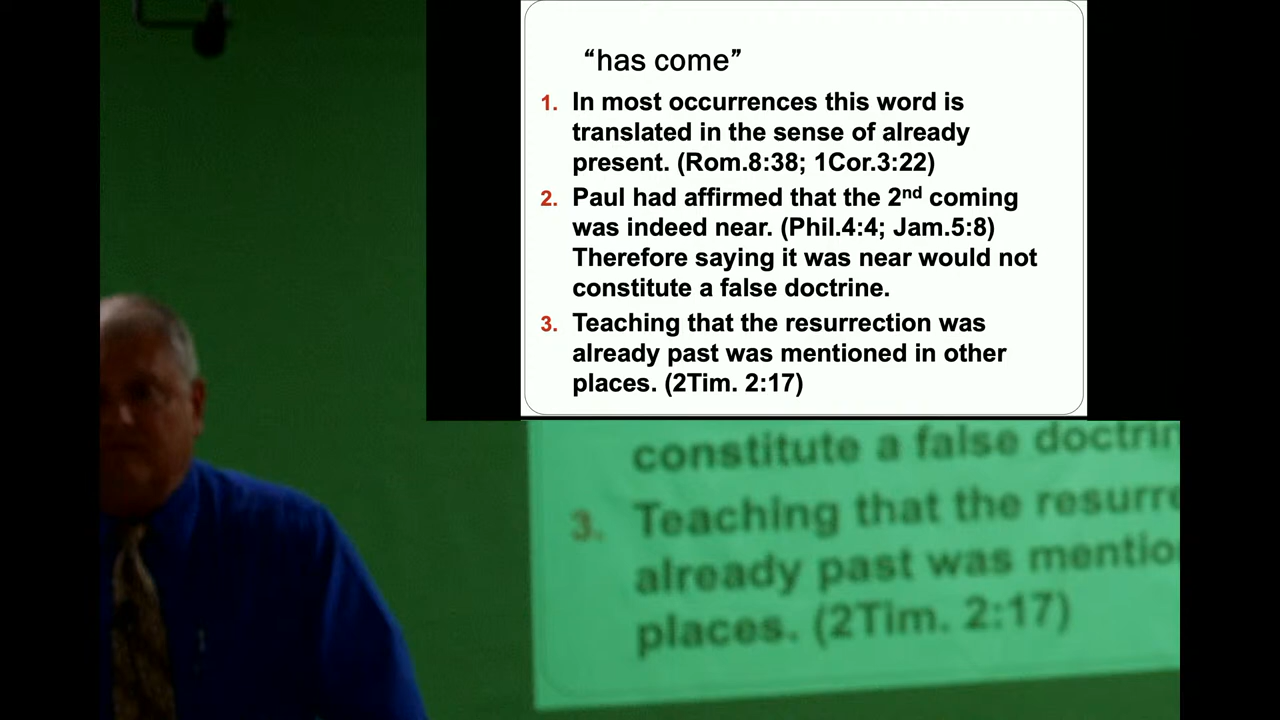 “has come”
1. In most occurrences this word is
translated in the sense of already
present. (Rom.8:38; 1Cor.3:22)
2. Paul had affirmed that the 2nd coming
was indeed near. (Phil.4:4; Jam.5:8)
Therefore saying it was near would not
constitute a false doctrine.
3. Teaching that the resurrection was
already past was mentioned in other
places. (2Tim. 2:17)
constitute a false doctrin
3. Teaching that the resurre
already past was mentio
places. (2Tim. 2:17)